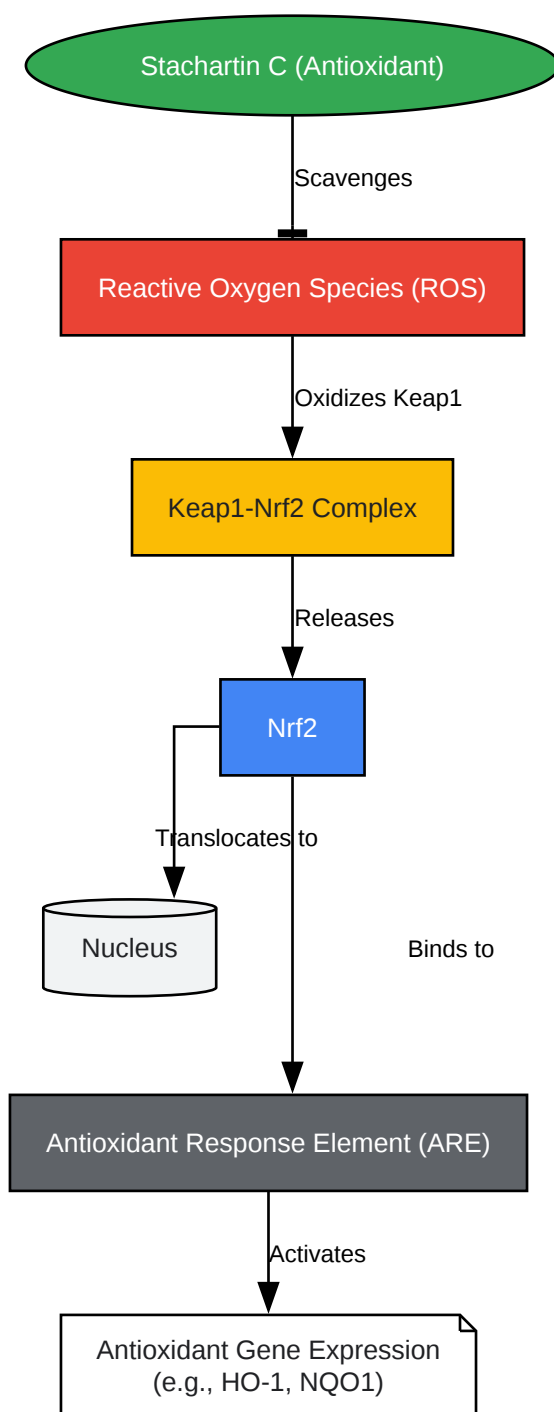 Stachartin C (Antioxidant)
Scavenges
Reactive Oxygen Species (ROS)
Oxidizes Keap1
Keap1-Nrf2 Complex
Releases
Nrf2
Translocates to
Nucleus
Binds to
Antioxidant Response Element (ARE)
Activates
Antioxidant Gene Expression
(e.g., HO-1, NQO1)